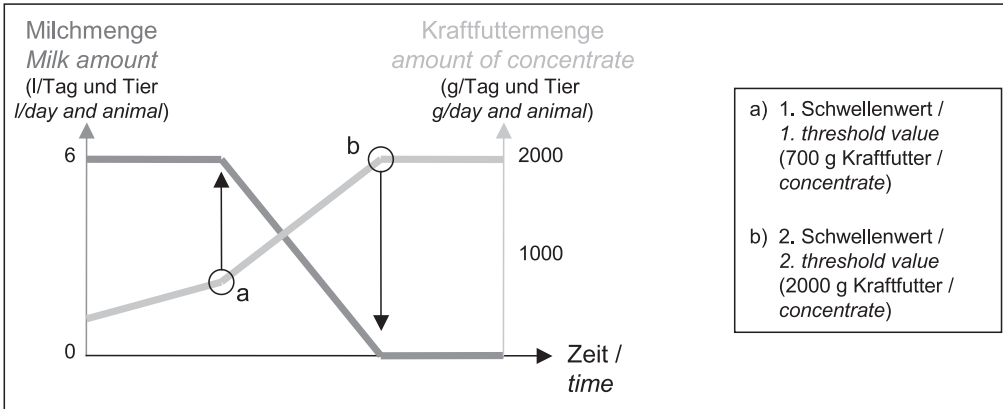 Milchmenge
Milk amount
(l/Tag und Tier
l/day and animal)
Kraftfuttermenge
amount of concentrate
(g/Tag und Tier
g/day and animal)
6
b
2000
1000
a
0
Zeit /
time
a) 1. Schwellenwert /
1. threshold value
(700 g Kraftfutter /
concentrate)
b) 2. Schwellenwert /
2. threshold value
(2000 g Kraftfutter /
concentrate)